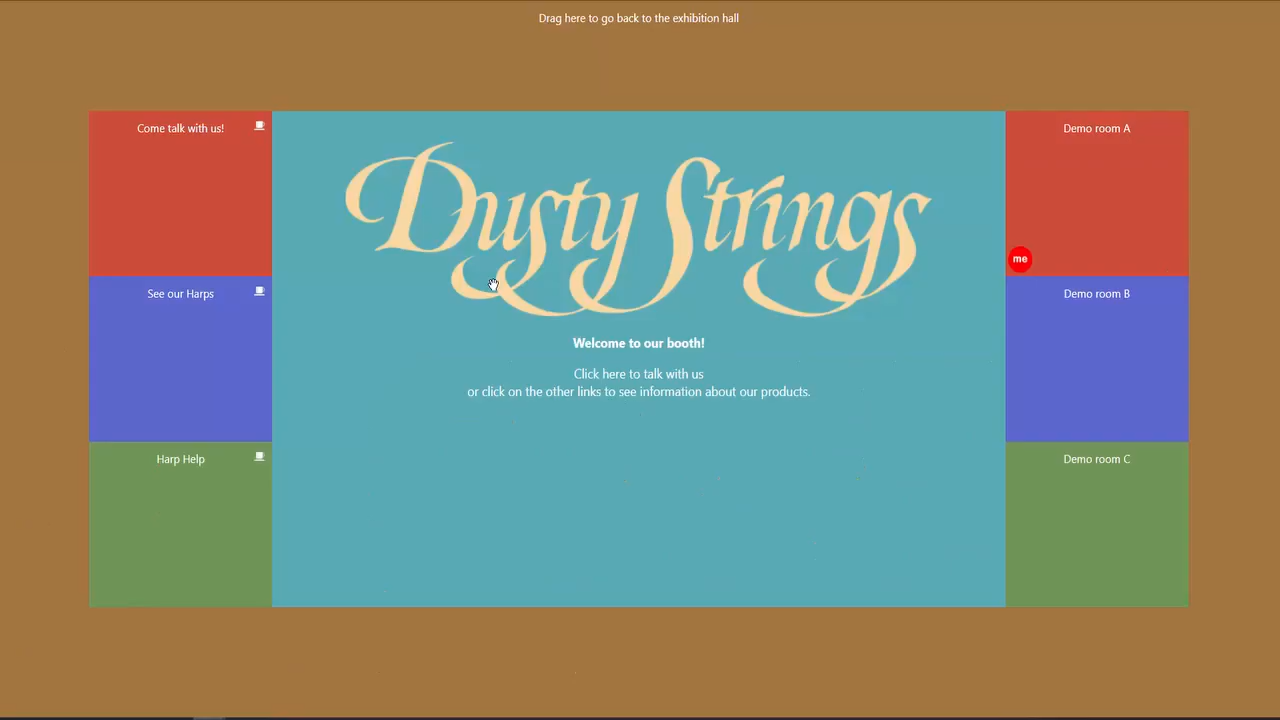 Drag here to go back to the exhibition hall
Come talk with us!
Dusty Strings
Demo room A
me
See our Harps
Demo room B
Welcome to our booth!
Click here to talk with us
or click on the other links to see information about our products.
Harp Help
Demo room C